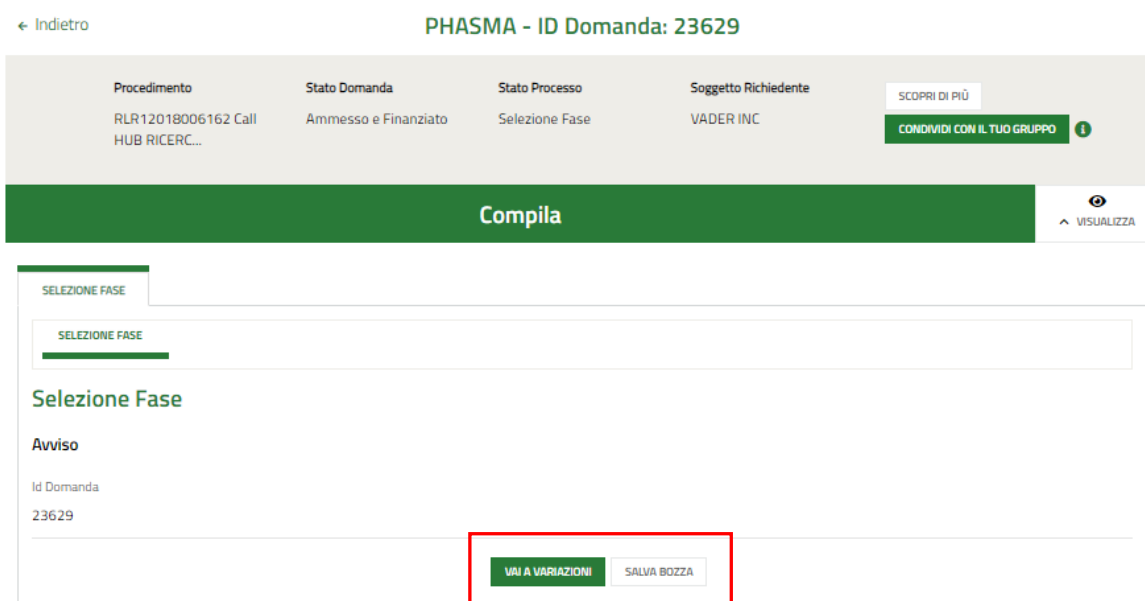 ← Indietro
PHASMA - ID Domanda: 23629
Procedimento
Stato Domanda
Stato Processo
Soggetto Richiedente
RLR12018006162 Call
HUB RICERC...
Ammesso e Finanziato
Selezione Fase
VADER INC
SCOPRI DI PIÙ
CONDIVIDI CON IL TUO GRUPPO
Compila
VISUALIZZA
SELEZIONE FASE
SELEZIONE FASE
Selezione Fase
Avviso
Id Domanda
23629
VAI A VARIAZIONI
SALVA BOZZA